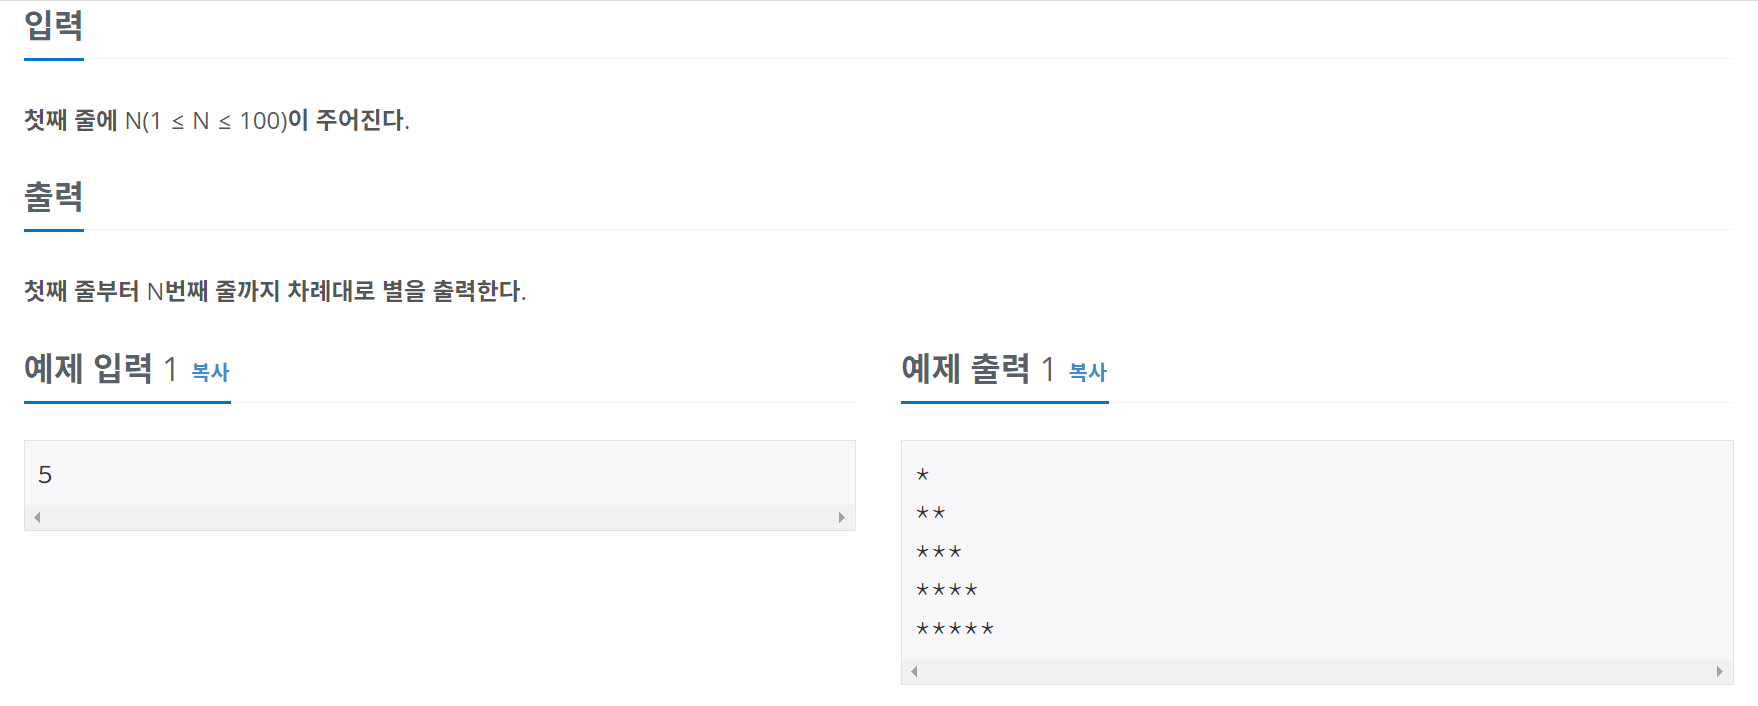 입력
첫째 줄에 N(1 ≤ N ≤ 100)이 주어진다.
출력
첫째 줄부터 N번째 줄까지 차례대로 별을 출력한다.
예제 입력 1 복사
5
예제 출력 1 복사
*
**
***
****
*****